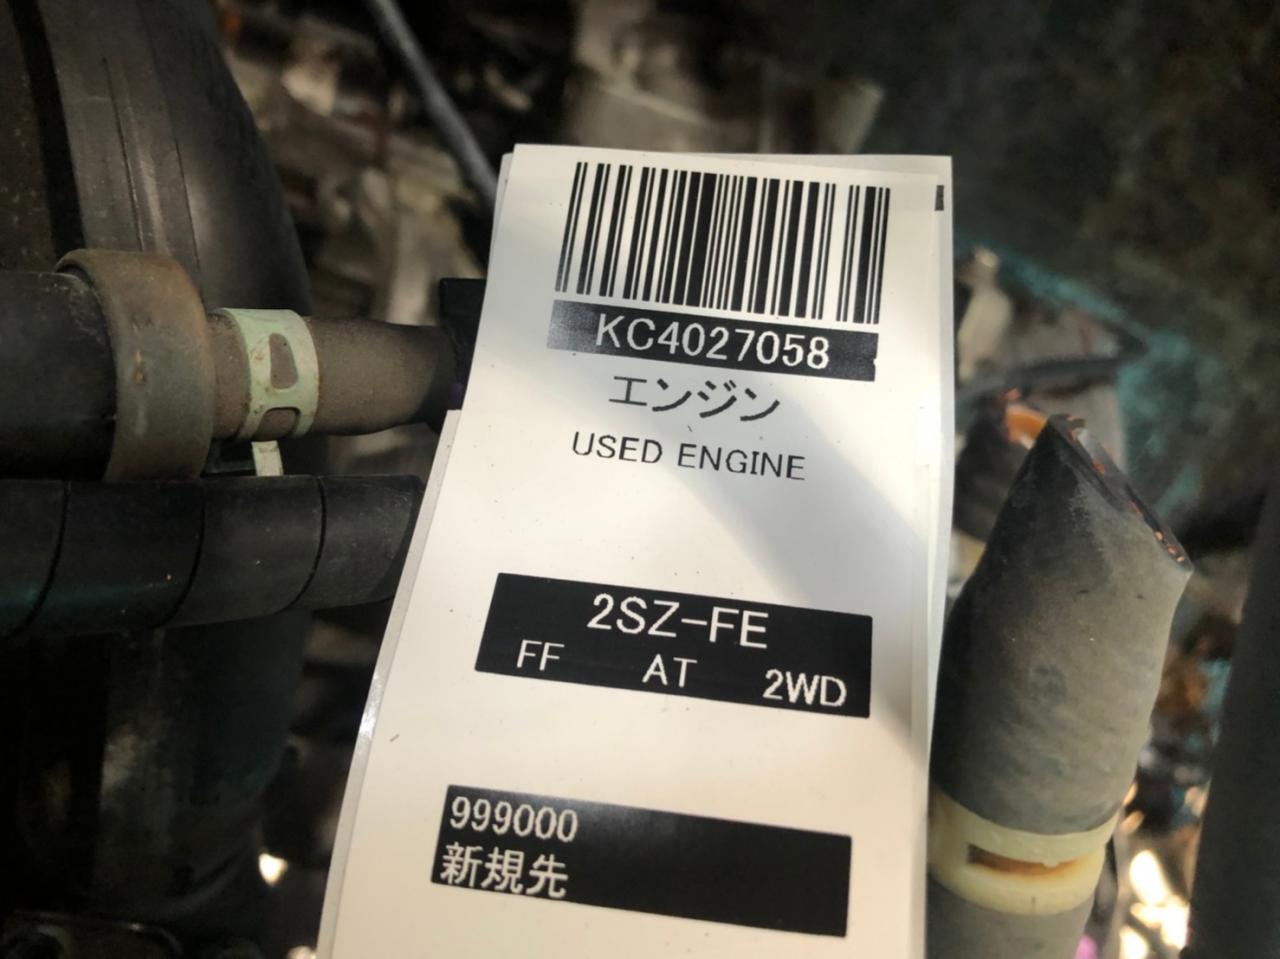 KC4027058
エンジン
USED ENGINE
2SZ-FE
FF AT 2WD
999000
新規先